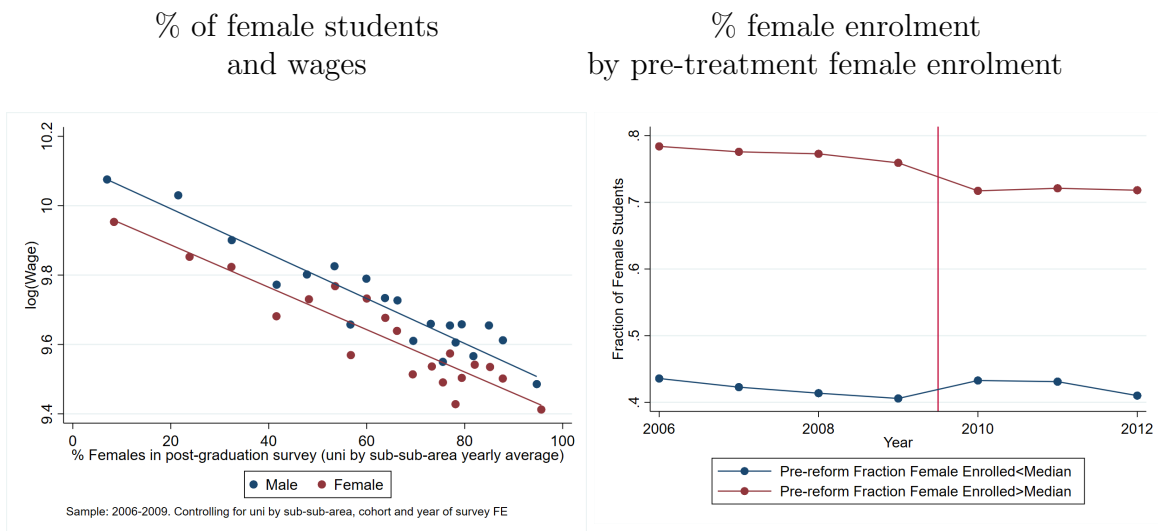 % of female students
and wages
% female enrolment
by pre-treatment female enrolment
10.2
10
9.8
9.6
9.4
log(Wage)
0 20 40 60 80 100
% Females in post-graduation survey (uni by sub-sub-area yearly average)
Male Female
Sample: 2006-2009. Controlling for uni by sub-sub-area, cohort and year of survey FE
.8
.7
.6
.5
.4
Fraction of Female Students
2006 2008 2010 2012
Year
Pre-reform Fraction Female Enrolled<Median
Pre-reform Fraction Female Enrolled>Median